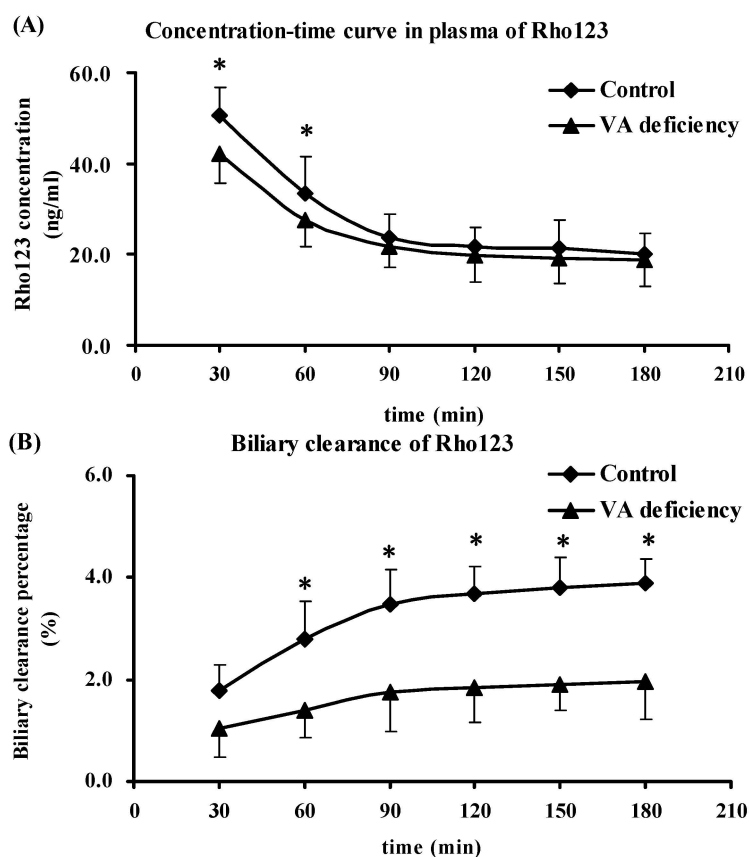 (A) Concentration-time curve in plasma of Rho123
* *
Control
VA deficiency
60.0
40.0
20.0
0.0
Rho123 concentration
(ng/ml)
0 30 60 90 120 150 180 210
time (min)
(B) Biliary clearance of Rho123
Control
VA deficiency
* * * * *
6.0
4.0
2.0
0.0
Biliary clearance percentage
(%)
0 30 60 90 120 150 180 210
time (min)